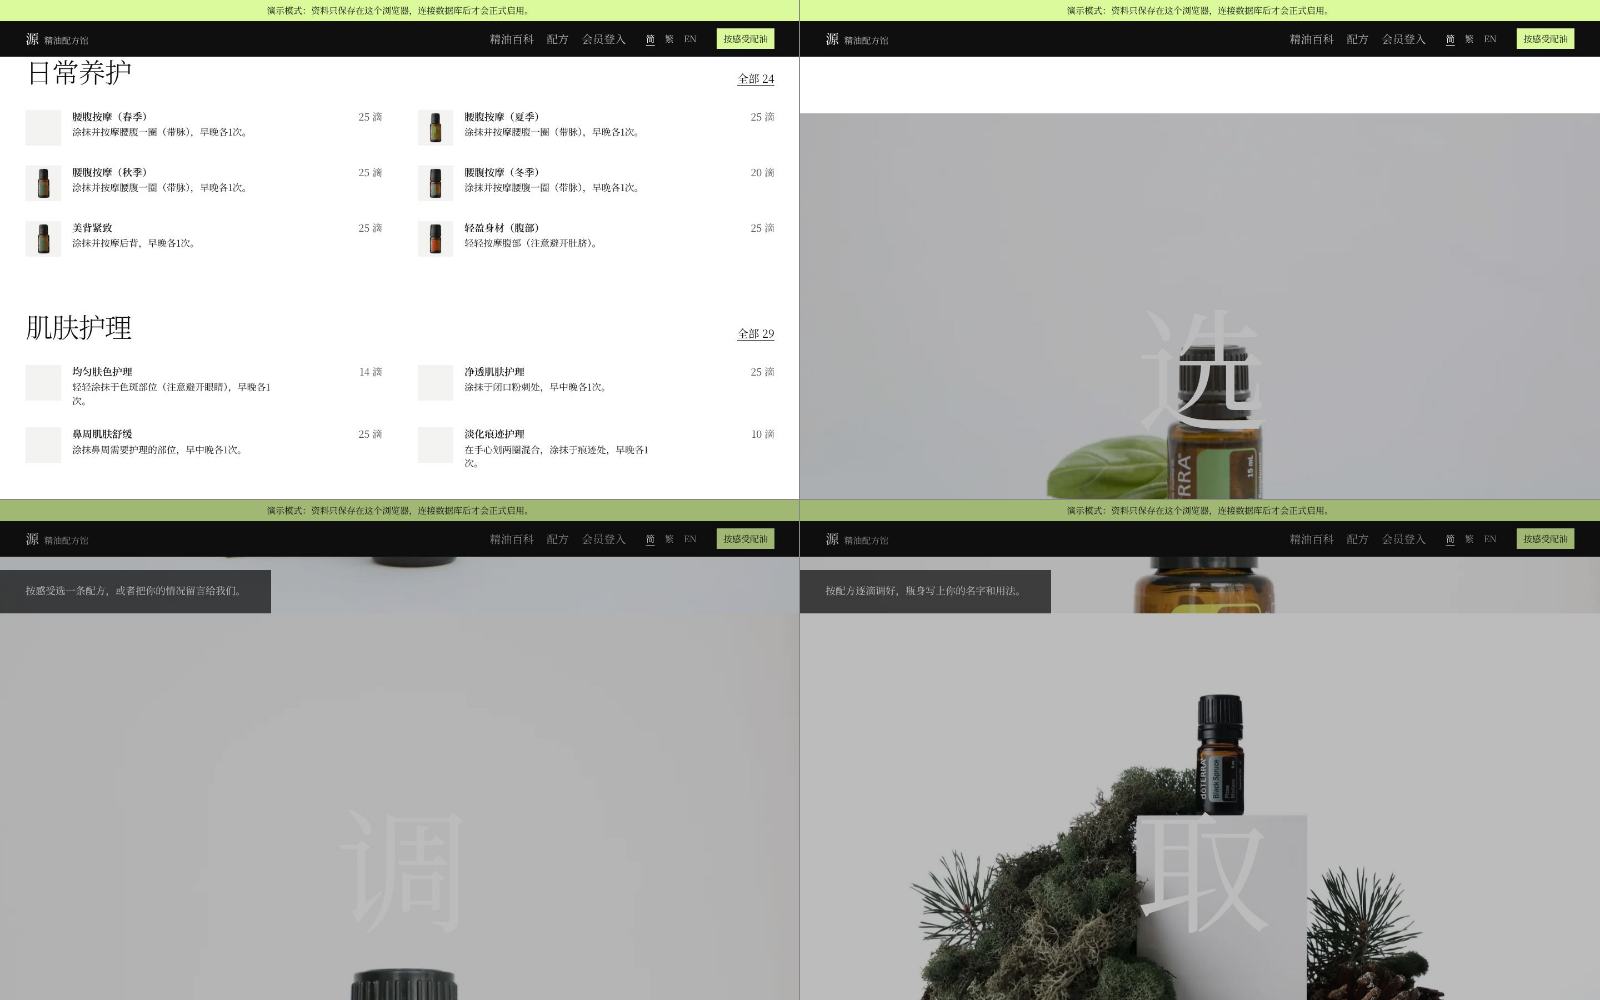 演示模式：资料只保存在这个浏览器，连接数据库后才会正式启用。
源 精油配方馆 精油百科 配方 会员登入 简 繁 EN 按感受配油
日常养护 全部 24
腰腹按摩（春季） 25 滴
涂抹并按摩腰腹一圈（带脉），早晚各1次。
腰腹按摩（夏季） 25 滴
涂抹并按摩腰腹一圈（带脉），早晚各1次。
腰腹按摩（秋季） 25 滴
涂抹并按摩腰腹一圈（带脉），早晚各1次。
腰腹按摩（冬季） 20 滴
涂抹并按摩腰腹一圈（带脉），早晚各1次。
美背紧致 25 滴
涂抹并按摩后背，早晚各1次。
轻盈身材（腹部） 25 滴
轻轻按摩腹部（注意避开肚脐）。
肌肤护理 全部 29
均匀肤色护理 14 滴
轻轻涂抹于色斑部位（注意避开眼睛），早晚各1
次。
净透肌肤护理 25 滴
涂抹于闭口粉刺处，早中晚各1次。
鼻周肌肤舒缓 25 滴
涂抹鼻周需要护理的部位，早中晚各1次。
淡化痕迹护理 10 滴
在手心划两圈混合，涂抹于痕迹处，早晚各1
次。
演示模式：资料只保存在这个浏览器，连接数据库后才会正式启用。
源 精油配方馆 精油百科 配方 会员登入 简 繁 EN 按感受配油
选
RRA
15 mL
演示模式：资料只保存在这个浏览器，连接数据库后才会正式启用。
源 精油配方馆 精油百科 配方 会员登入 简 繁 EN 按感受配油
按感受选一条配方，或者把你的情况留言给我们。
调
演示模式：资料只保存在这个浏览器，连接数据库后才会正式启用。
源 精油配方馆 精油百科 配方 会员登入 简 繁 EN 按感受配油
按配方逐滴调好，瓶身写上你的名字和用法。
dōTERRA
Black Spruce
取